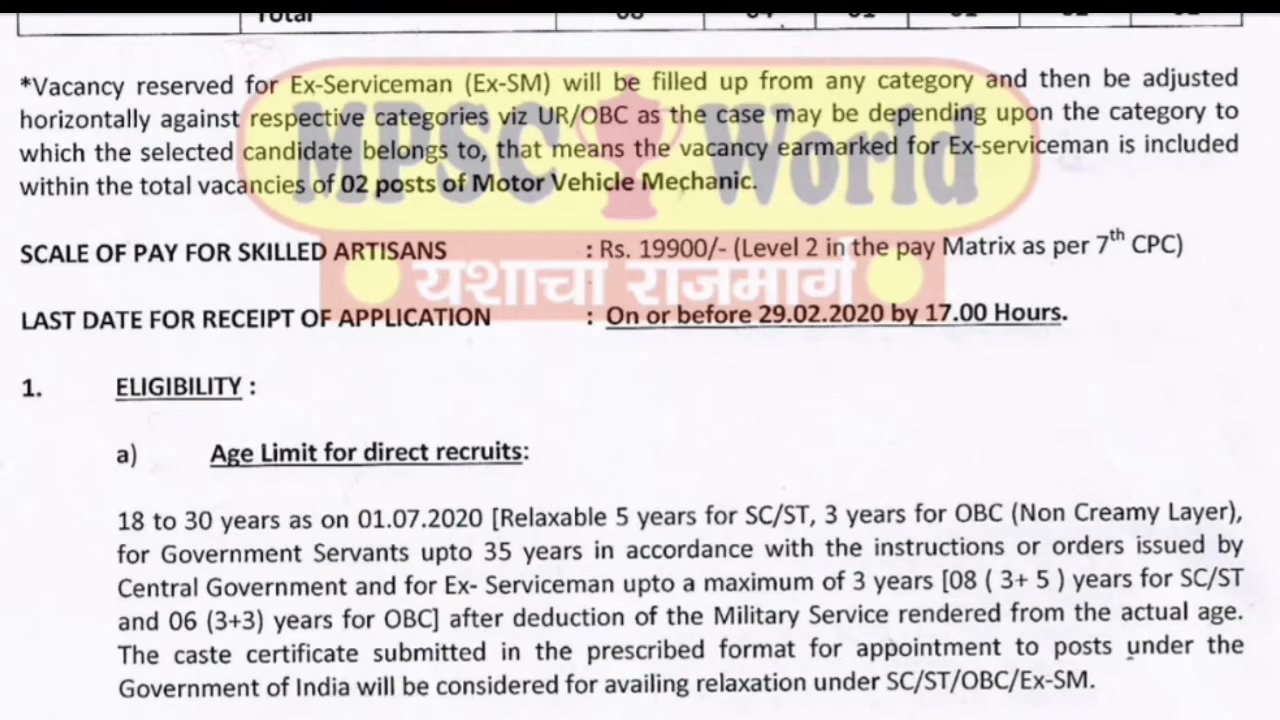 Total
*Vacancy reserved for Ex-Serviceman (Ex-SM) will be filled up from any category and then be adjusted
horizontally against respective categories viz UR/OBC as the case may be depending upon the category to
which the selected candidate belongs to, that means the vacancy earmarked for Ex-serviceman is included
within the total vacancies of 02 posts of Motor Vehicle Mechanic.
MPSC World
SCALE OF PAY FOR SKILLED ARTISANS : Rs. 19900/- (Level 2 in the pay Matrix as per 7th CPC)
यशाचा राजमार्ग
LAST DATE FOR RECEIPT OF APPLICATION : On or before 29.02.2020 by 17.00 Hours.
1. ELIGIBILITY :
a) Age Limit for direct recruits:
18 to 30 years as on 01.07.2020 [Relaxable 5 years for SC/ST, 3 years for OBC (Non Creamy Layer),
for Government Servants upto 35 years in accordance with the instructions or orders issued by
Central Government and for Ex- Serviceman upto a maximum of 3 years [08 ( 3+ 5 ) years for SC/ST
and 06 (3+3) years for OBC] after deduction of the Military Service rendered from the actual age.
The caste certificate submitted in the prescribed format for appointment to posts under the
Government of India will be considered for availing relaxation under SC/ST/OBC/Ex-SM.